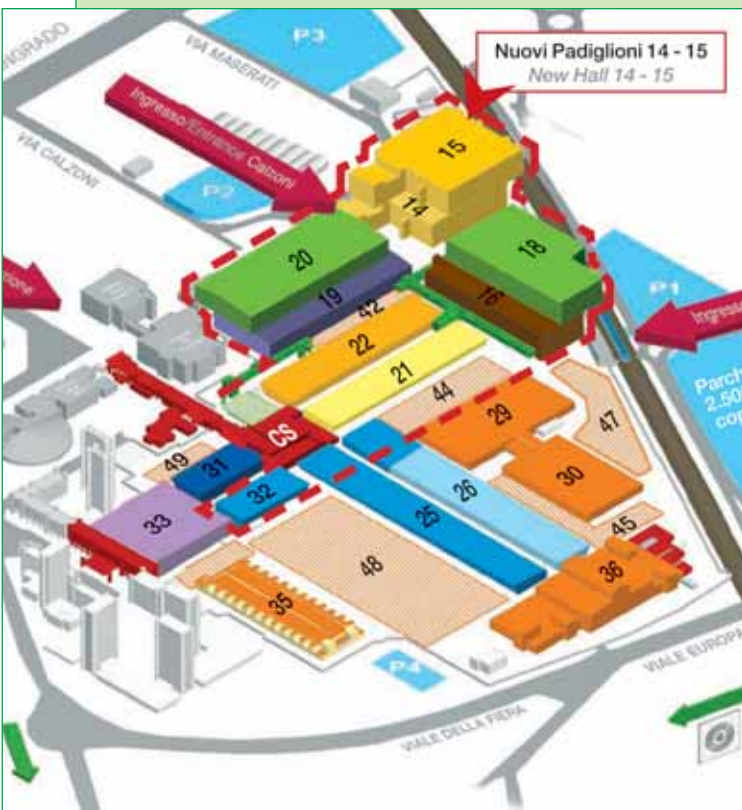 P3
VIA MASERATI
Nuovi Padiglioni 14 - 15
New Hall 14 - 15
Ingresso/Entrance Calzoni
VIA CALZONI
P2
15
14
20
18
19
16
42
22
21
P1
44
29
47
CS
49
31
32
33
26
25
30
45
48
36
35
P4
VIALE EUROPA
VIALE DELLA FIERA